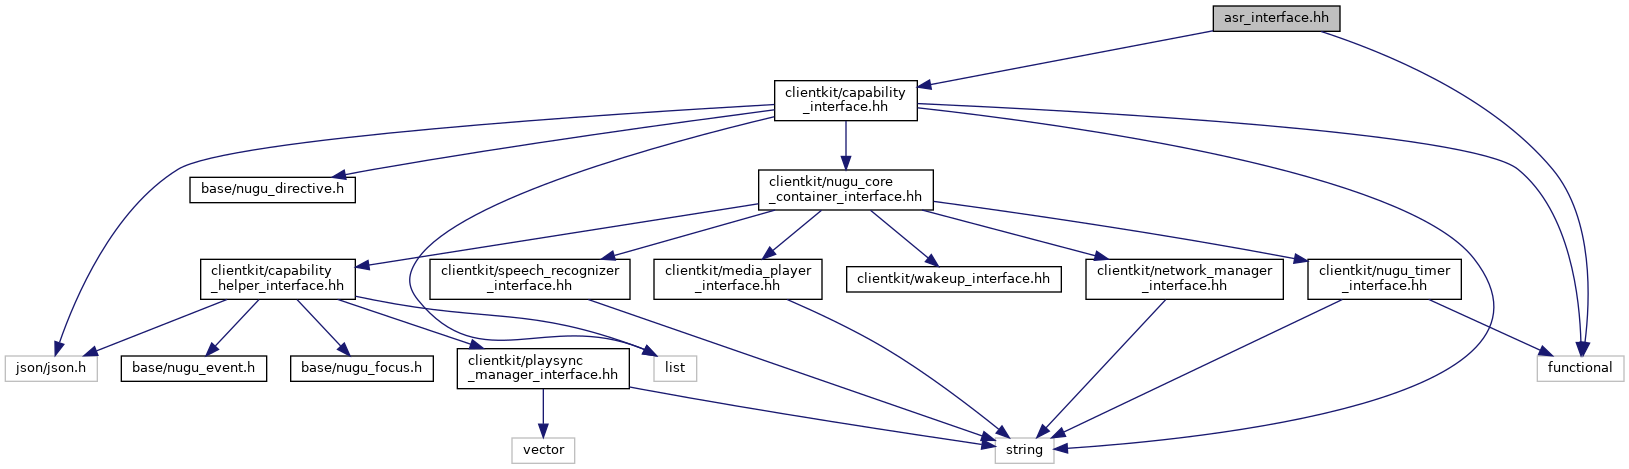 asr_interface.hh
clientkit/capability
_interface.hh
base/nugu_directive.h
clientkit/nugu_core
_container_interface.hh
clientkit/capability
_helper_interface.hh
clientkit/speech_recognizer
_interface.hh
clientkit/media_player
_interface.hh
clientkit/wakeup_interface.hh
clientkit/network_manager
_interface.hh
clientkit/nugu_timer
_interface.hh
json/json.h
base/nugu_event.h
base/nugu_focus.h
clientkit/playsync
_manager_interface.hh
list
functional
vector
string